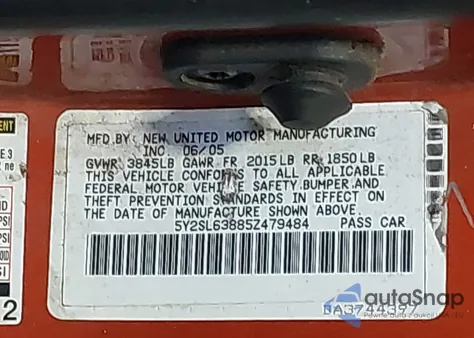 MFD.BY: NEW UNITED MOTOR MANUFACTURING
INC 06/05
GVWR 3845LB GAWR FR 2015LB RR 1850LB
THIS VEHICLE CONFORMS TO ALL APPLICABLE
FEDERAL MOTOR VEHICLE SAFETY,BUMPER,AND
THEFT PREVENTION STANDARDS IN EFFECT ON
THE DATE OF MANUFACTURE SHOWN ABOVE.
5Y2SL63885Z479484 PASS CAR
BA3744397
autoSnap